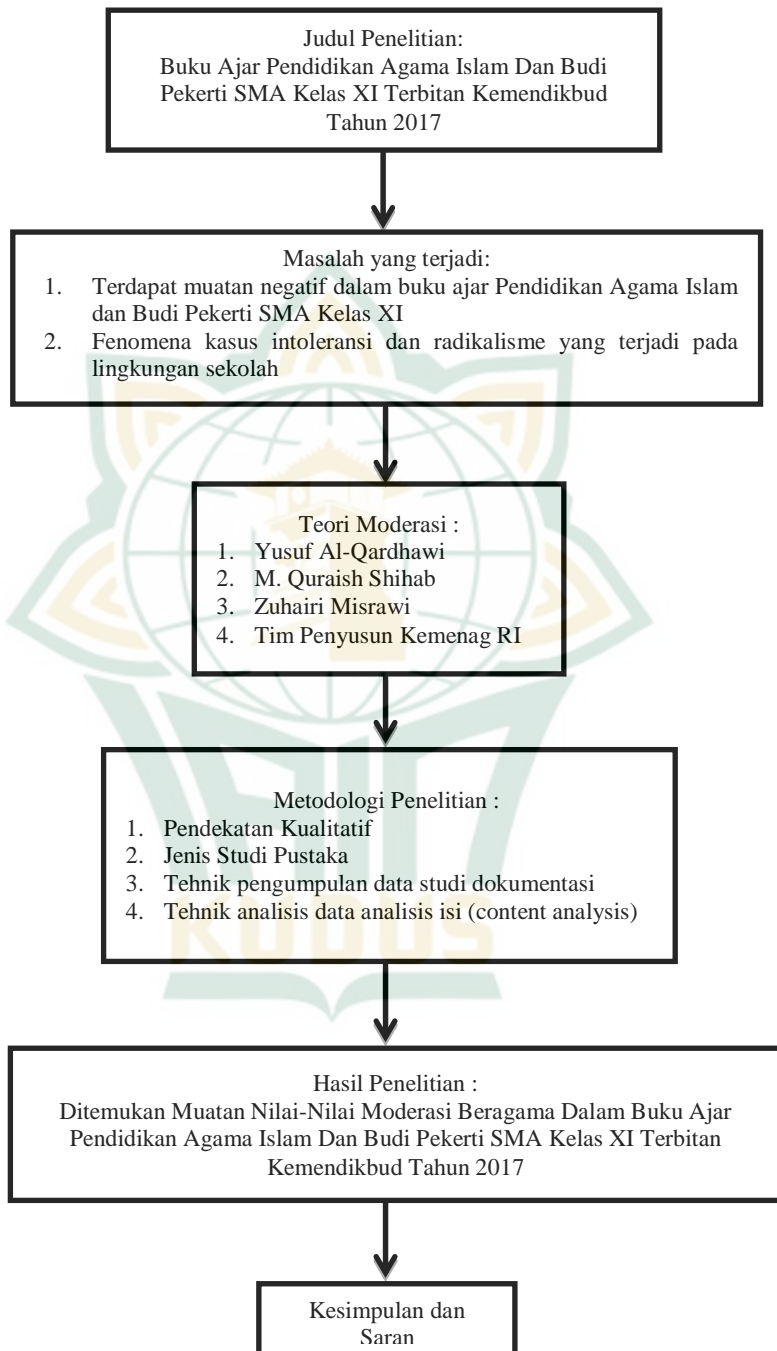 Judul Penelitian:
Buku Ajar Pendidikan Agama Islam Dan Budi
Pekerti SMA Kelas XI Terbitan Kemendikbud
Tahun 2017
Masalah yang terjadi:
1. Terdapat muatan negatif dalam buku ajar Pendidikan Agama Islam
dan Budi Pekerti SMA Kelas XI
2. Fenomena kasus intoleransi dan radikalisme yang terjadi pada
lingkungan sekolah
Teori Moderasi :
1. Yusuf Al-Qardhawi
2. M. Quraish Shihab
3. Zuhairi Misrawi
4. Tim Penyusun Kemenag RI
Metodologi Penelitian :
1. Pendekatan Kualitatif
2. Jenis Studi Pustaka
3. Tehnik pengumpulan data studi dokumentasi
4. Tehnik analisis data analisis isi (content analysis)
KUDUS
Hasil Penelitian :
Ditemukan Muatan Nilai-Nilai Moderasi Beragama Dalam Buku Ajar
Pendidikan Agama Islam Dan Budi Pekerti SMA Kelas XI Terbitan
Kemendikbud Tahun 2017
Kesimpulan dan
Saran